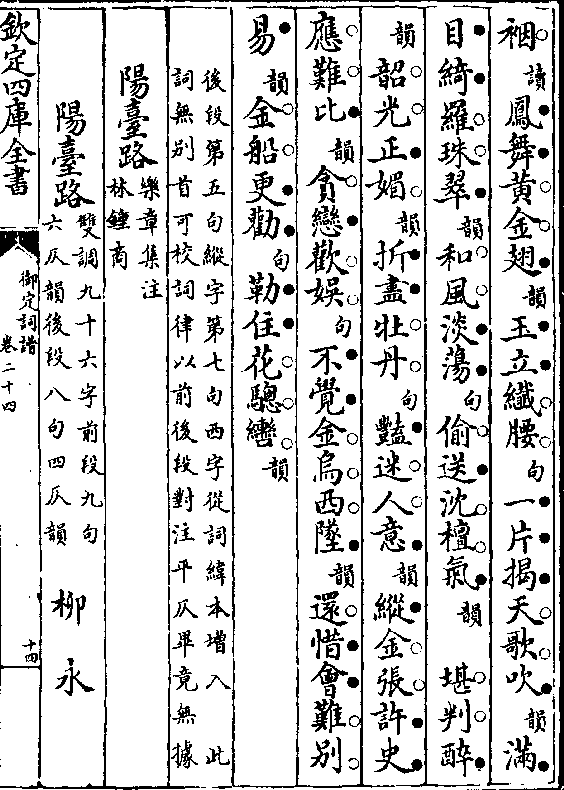 裀讀鳳舞黃金翅韻玉立纖腰句一片揭天歌吹韻滿
目綺羅珠翠韻和風淡蕩句偷送沈檀氣韻 堪判醉
韻韶光正媚韻折盡牡丹句豔迷人意韻縱金張許史
應難比韻貪戀歡娛句不覺金烏西墜韻還惜會難別
易韻金船更勸句勒住花驄轡韻
後段第五句縱字第七句西字從詞緯本増入 此
詞無别首可校詞律以前後段對注平仄畢竟無據
陽臺路樂章集注
林鐘商
陽臺路雙調九十六字前段九句
六仄韻後段八句四仄韻 柳永
欽定四庫全書
御定詞譜
卷二十四
十四